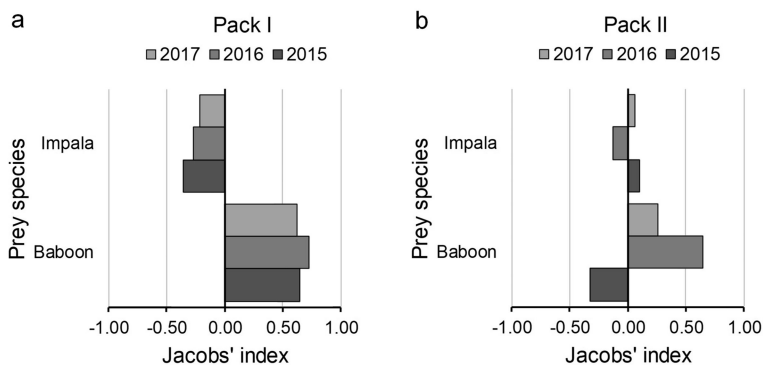 a
Pack I
2017 2016 2015
Prey species
Impala
Baboon
-1.00 -0.50 0.00 0.50 1.00
Jacobs' index
b
Pack II
2017 2016 2015
Prey species
Impala
Baboon
-1.00 -0.50 0.00 0.50 1.00
Jacobs' index